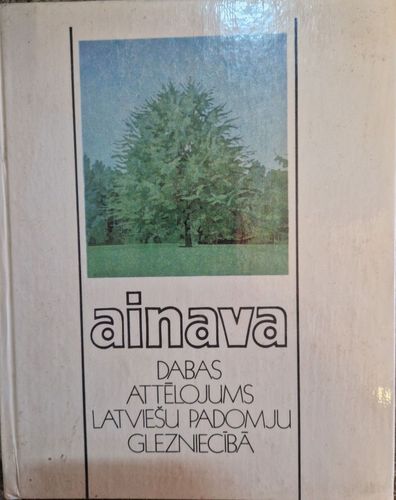 ainava
DABAS
ATTĒLOJUMS
LATVIEŠU PADOMJU
GLEZNIECĪBĀ